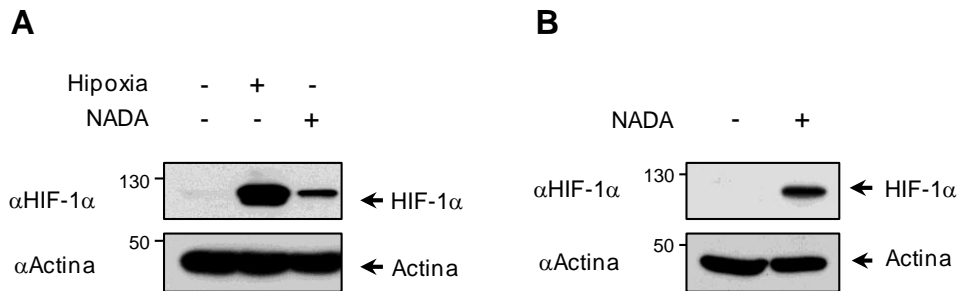 A
Hipoxia - + -
NADA - - +
αHIF-1α 130 HIF-1α
αActina 50 Actina
B
NADA - +
αHIF-1α 130 HIF-1α
αActina 50 Actina